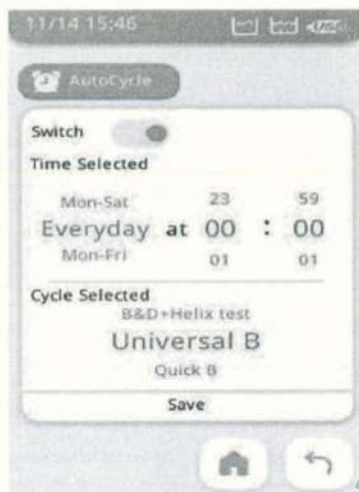 11/14 15:46
AutoCycle
Switch
Time Selected
Mon-Sat 23 59
Everyday at 00 : 00
Mon-Fri 01 01
Cycle Selected
B&D+Helix test
Universal B
Quick B
Save